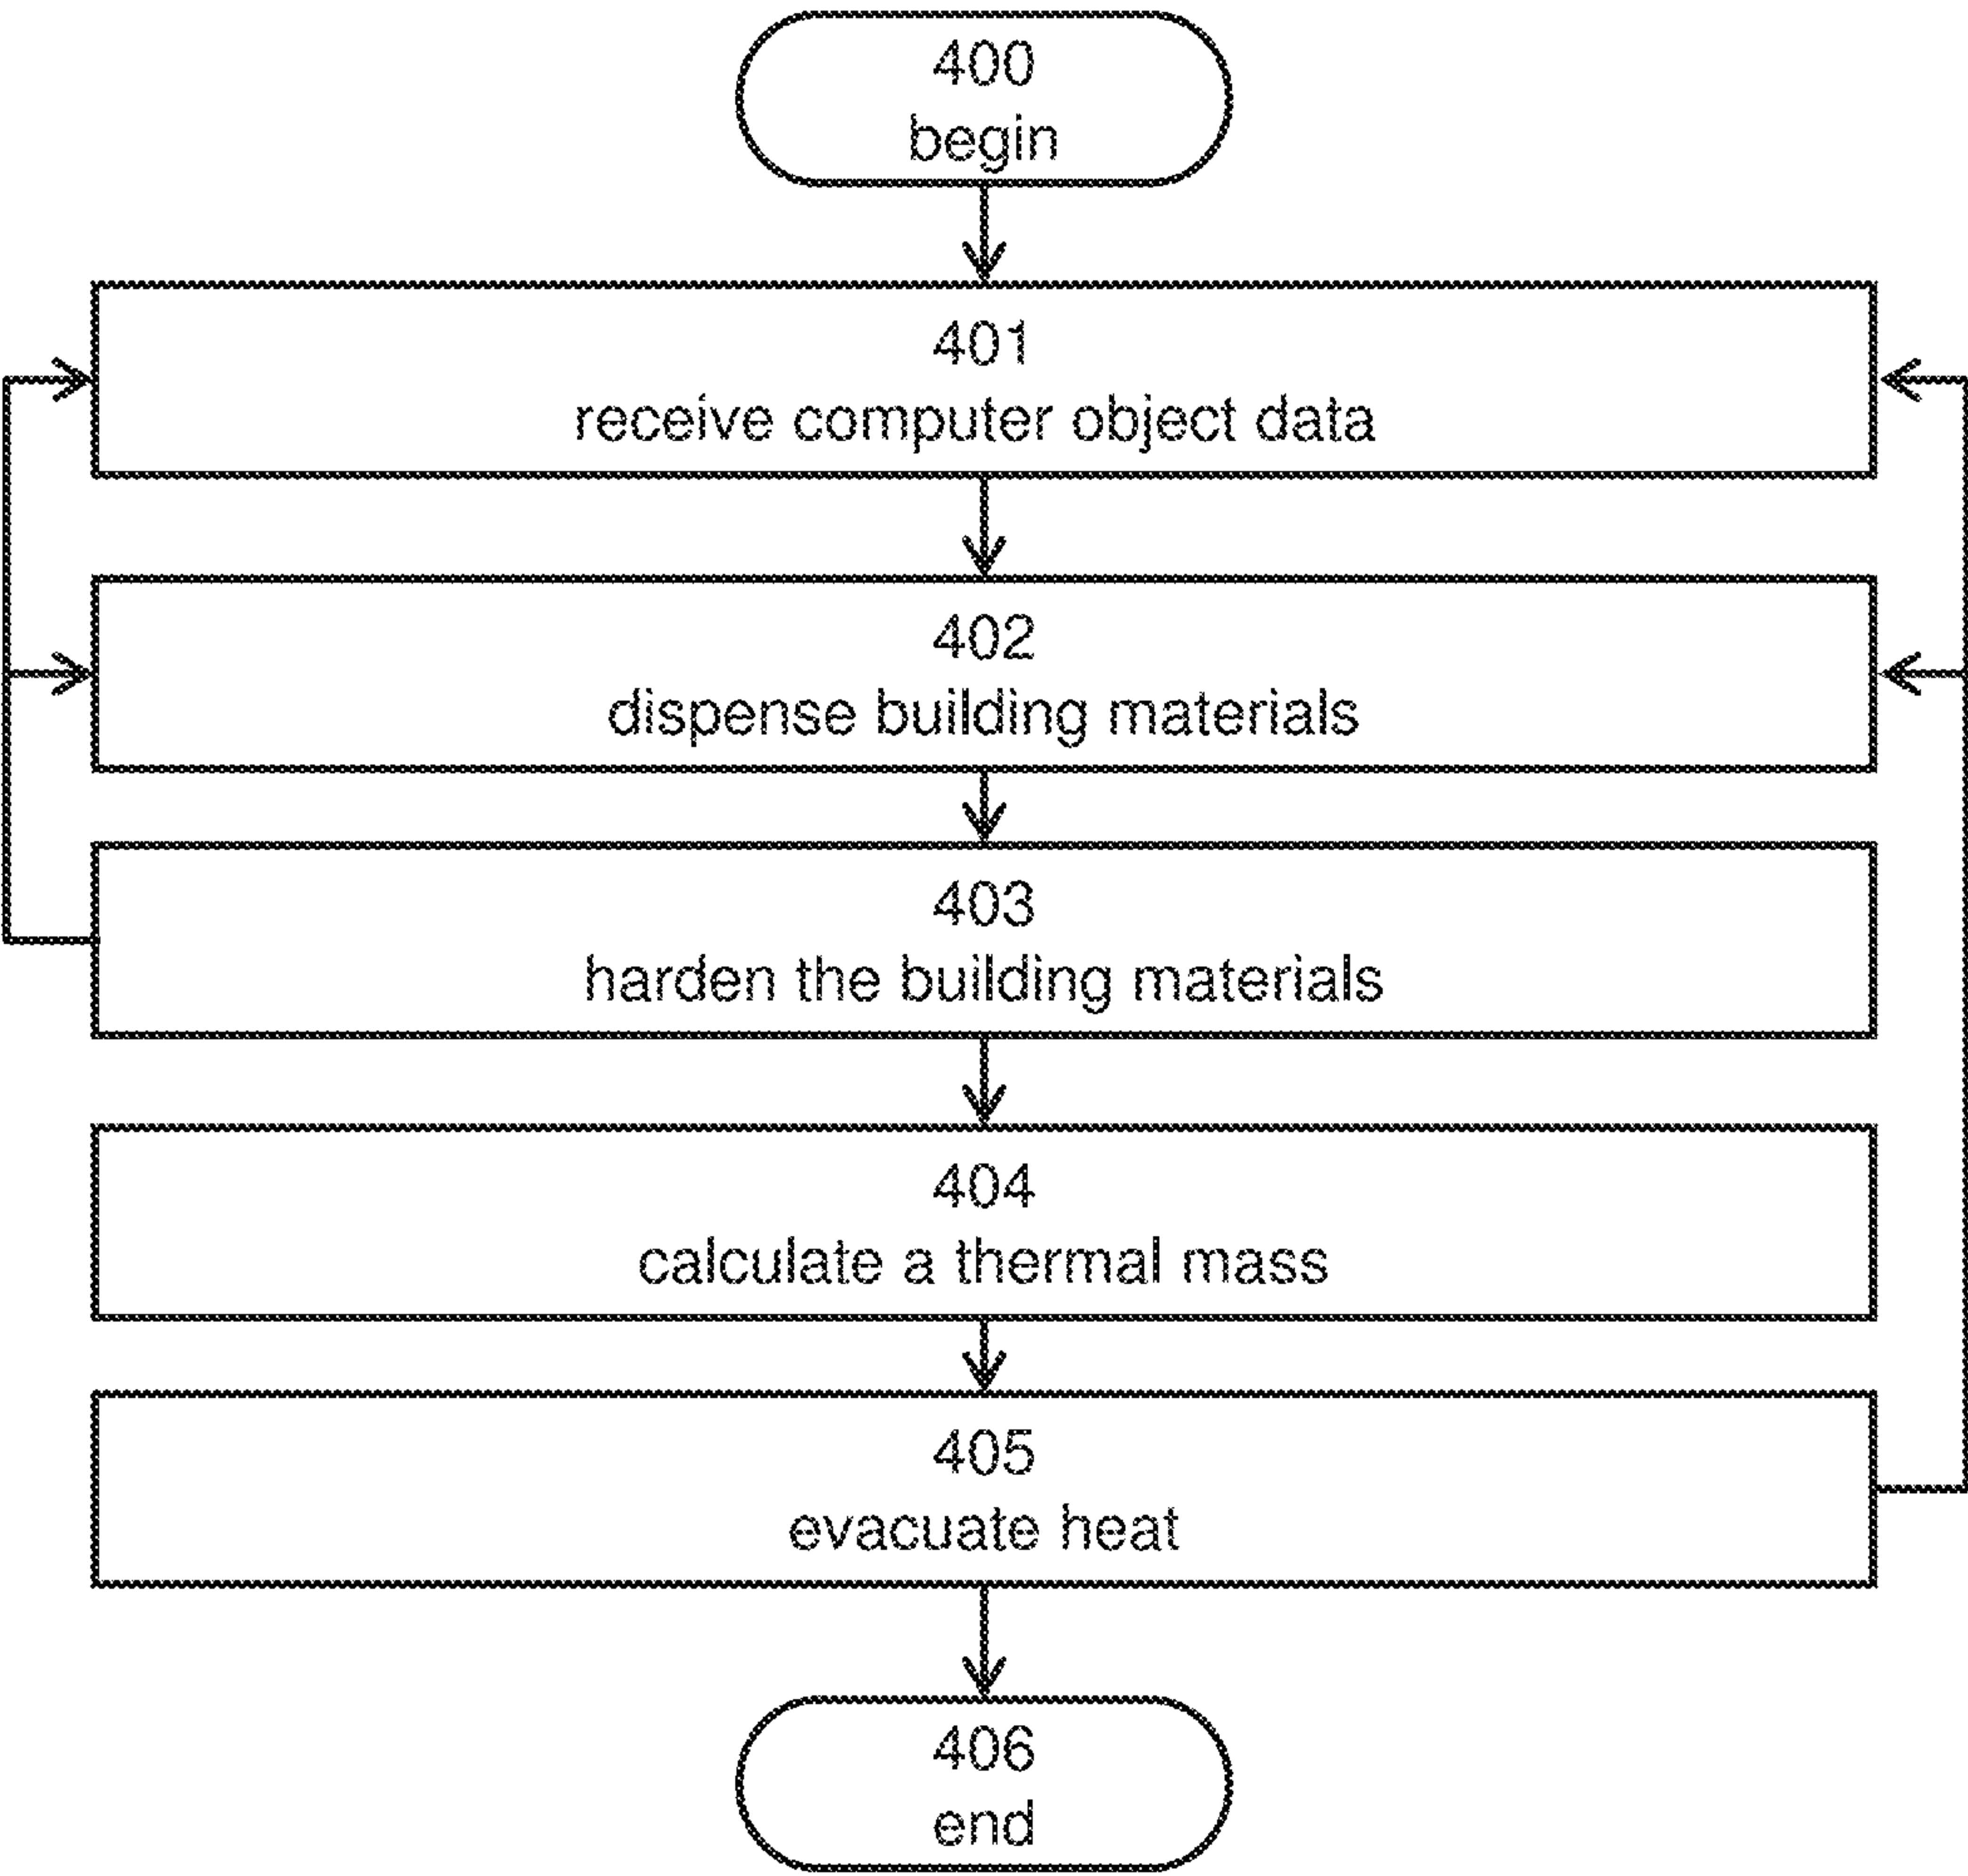 400
begin
401
receive computer object data
402
dispense building materials
403
harden the building materials
404
calculate a thermal mass
405
evacuate heat
406
end